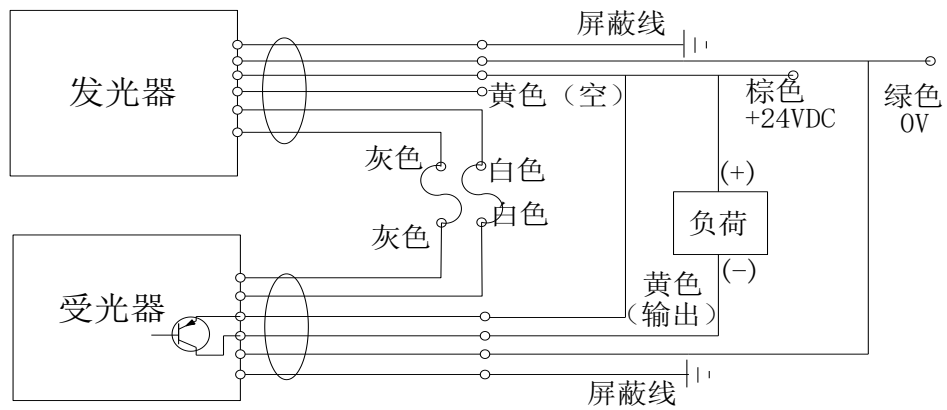 屏蔽线
发光器
黄色（空）
棕色
+24VDC
绿色
0V
灰色
白色
(+)
灰色
白色
负荷
(-)
受光器
黄色
（输出）
屏蔽线